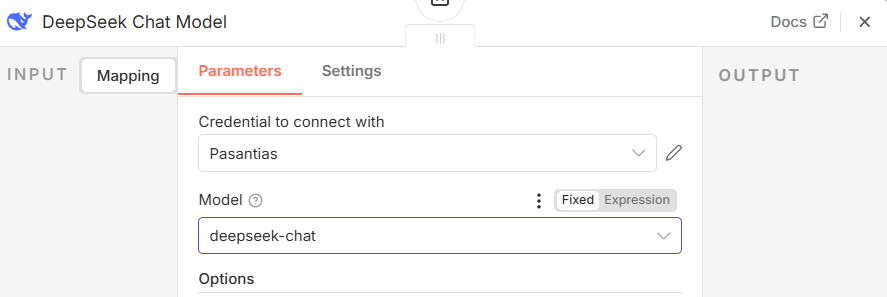 DeepSeek Chat Model
Docs
INPUT
Mapping
Parameters
Settings
OUTPUT
Credential to connect with
Pasantias
Model
Fixed
Expression
deepseek-chat
Options